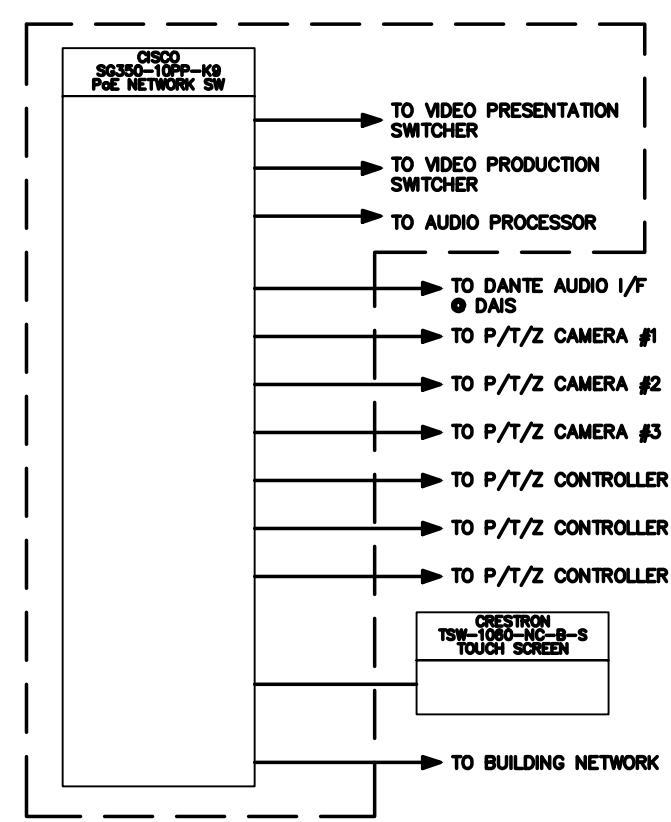 CISCO
SG350-10PP-K9
PoE NETWORK SW
TO VIDEO PRESENTATION
SWITCHER
TO VIDEO PRODUCTION
SWITCHER
TO AUDIO PROCESSOR
TO DANTE AUDIO I/F
@ DAIS
TO P/T/Z CAMERA #1
TO P/T/Z CAMERA #2
TO P/T/Z CAMERA #3
TO P/T/Z CONTROLLER
TO P/T/Z CONTROLLER
TO P/T/Z CONTROLLER
CRESTRON
TSW-1060-NC-B-S
TOUCH SCREEN
TO BUILDING NETWORK